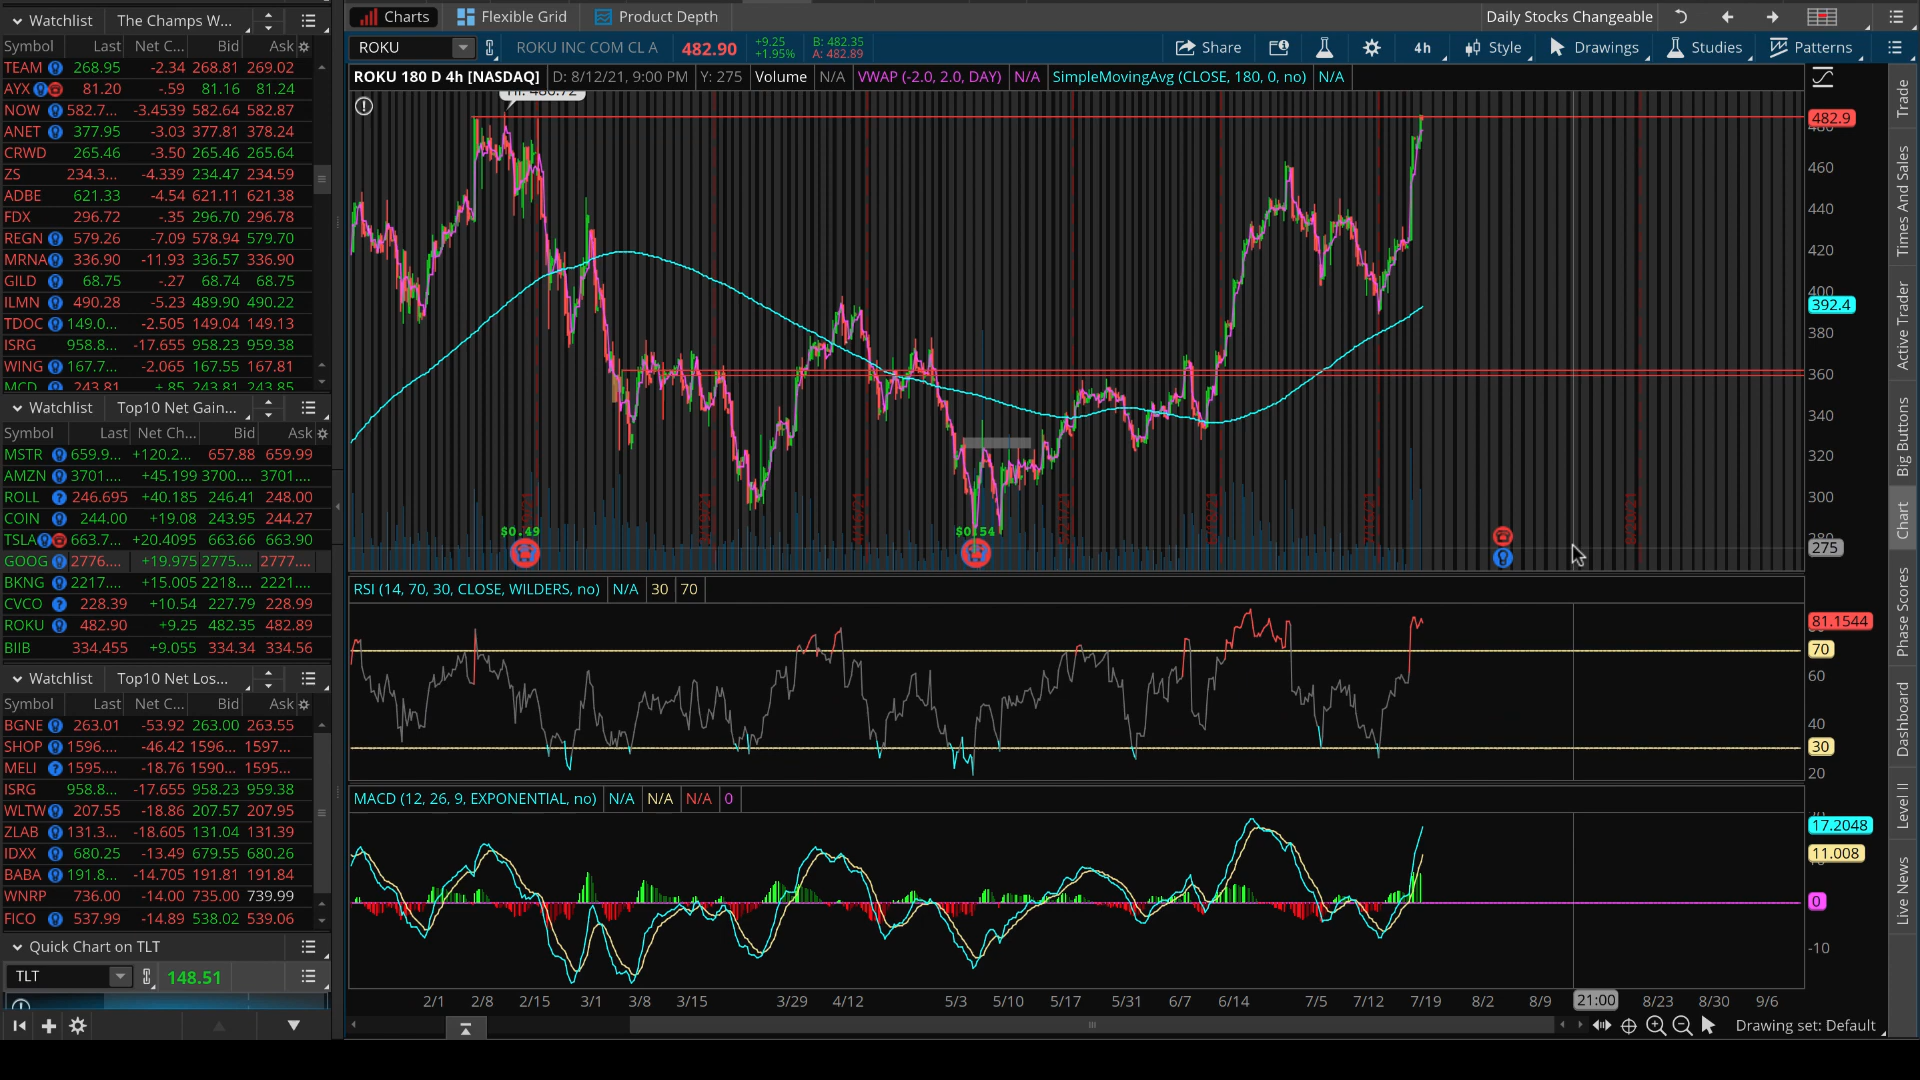 Watchlist The Champs W...
Symbol Last Net C... Bid Ask
TEAM 268.95 -2.34 268.81 269.02
AYX 81.20 -.59 81.16 81.24
NOW 582.7... -3.4539 582.64 582.87
ANET 377.95 -3.03 377.81 378.24
CRWD 265.46 -3.50 265.46 265.64
ZS 234.3... -4.339 234.47 234.59
ADBE 621.33 -4.54 621.11 621.38
FDX 296.72 -.35 296.70 296.78
REGN 579.26 -7.09 578.94 579.70
MRNA 336.90 -11.93 336.57 336.90
GILD 68.75 -.27 68.74 68.75
ILMN 490.28 -5.23 489.90 490.22
TDOC 149.0... -2.505 149.04 149.13
ISRG 958.8... -17.655 958.23 959.38
WING 167.7... -2.065 167.55 167.81
MCD 243.81 +.85 243.81 243.85
Watchlist Top10 Net Gain...
Symbol Last Net Ch... Bid Ask
MSTR 659.9... +120.2... 657.88 659.99
AMZN 3701.... +45.199 3700.... 3701....
ROLL 246.695 +40.185 246.41 248.00
COIN 244.00 +19.08 243.95 244.27
TSLA 663.7... +20.4095 663.66 663.90
GOOG 2776.... +19.975 2775.... 2777....
BKNG 2217.... +15.005 2218.... 2221....
CVCO 228.39 +10.54 227.79 228.99
ROKU 482.90 +9.25 482.35 482.89
BIIB 334.455 +9.055 334.34 334.56
Watchlist Top10 Net Los...
Symbol Last Net C... Bid Ask
BGNE 263.01 -53.92 263.00 263.55
SHOP 1596.... -46.42 1596... 1597...
MELI 1595.... -18.76 1590... 1595...
ISRG 958.8... -17.655 958.23 959.38
WLTW 207.55 -18.86 207.57 207.95
ZLAB 131.3... -18.605 131.04 131.39
IDXX 680.25 -13.49 679.55 680.26
BABA 191.8... -14.705 191.81 191.84
WNRP 736.00 -14.00 735.00 739.99
FICO 537.99 -14.89 538.02 539.06
Quick Chart on TLT
TLT 148.51
Charts Flexible Grid Product Depth Daily Stocks Changeable
ROKU ROKU INC COM CL A 482.90 +9.25 +1.95% B: 482.35 A: 482.89 Share 4h Style Drawings Studies Patterns
ROKU 180 D 4h [NASDAQ] D: 8/12/21, 9:00 PM Y: 275 Volume N/A VWAP (-2.0, 2.0, DAY) N/A SimpleMovingAvg (CLOSE, 180, 0, no) N/A
482.9
460
440
420
400
392.4
380
360
340
320
300
275
$0.49 $0.54
RSI (14, 70, 30, CLOSE, WILDERS, no) N/A 30 70
81.1544
70
60
40
30
20
MACD (12, 26, 9, EXPONENTIAL, no) N/A N/A N/A 0
17.2048
11.008
0
-10
2/1 2/8 2/15 3/1 3/8 3/15 3/29 4/12 5/3 5/10 5/17 5/31 6/7 6/14 7/5 7/12 7/19 8/2 8/9 21:00 8/23 8/30 9/6
Drawing set: Default
Trade
Times And Sales
Active Trader
Big Buttons
Chart
Phase Scores
Dashboard
Level II
Live News